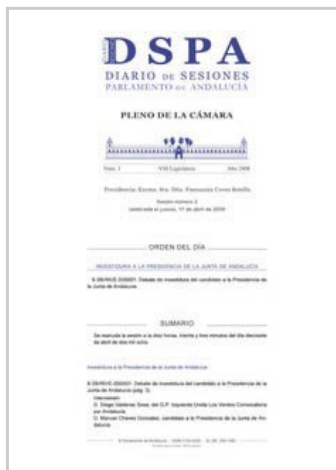 DIARIO
DSPA
DIARIO DE SESIONES
PARLAMENTO DE ANDALUCÍA
PLENO DE LA CÁMARA
Núm. 3 VIII Legislatura Año 2008
Presidencia: Excma. Sra. Dña. Fuensanta Coves Botella
Sesión número 3
celebrada el jueves, 17 de abril de 2008
ORDEN DEL DÍA
INVESTIDURA A LA PRESIDENCIA DE LA JUNTA DE ANDALUCÍA
8-08/INVE-000001. Debate de investidura del candidato a la Presidencia de
la Junta de Andalucía.
SUMARIO
Se reanuda la sesión a la diez horas, treinta y tres minutos del día diecisiete
de abril de dos mil ocho.
Investidura a la Presidencia de la Junta de Andalucía
8-08/INVE-000001. Debate de investidura del candidato a la Presidencia de la
Junta de Andalucía (pág. 3).
Intervienen:
D. Diego Valderas Sosa, del G.P. Izquierda Unida Los Verdes-Convocatoria
por Andalucía.
D. Manuel Chaves González, candidato a la Presidencia de la Junta de An-
dalucía.